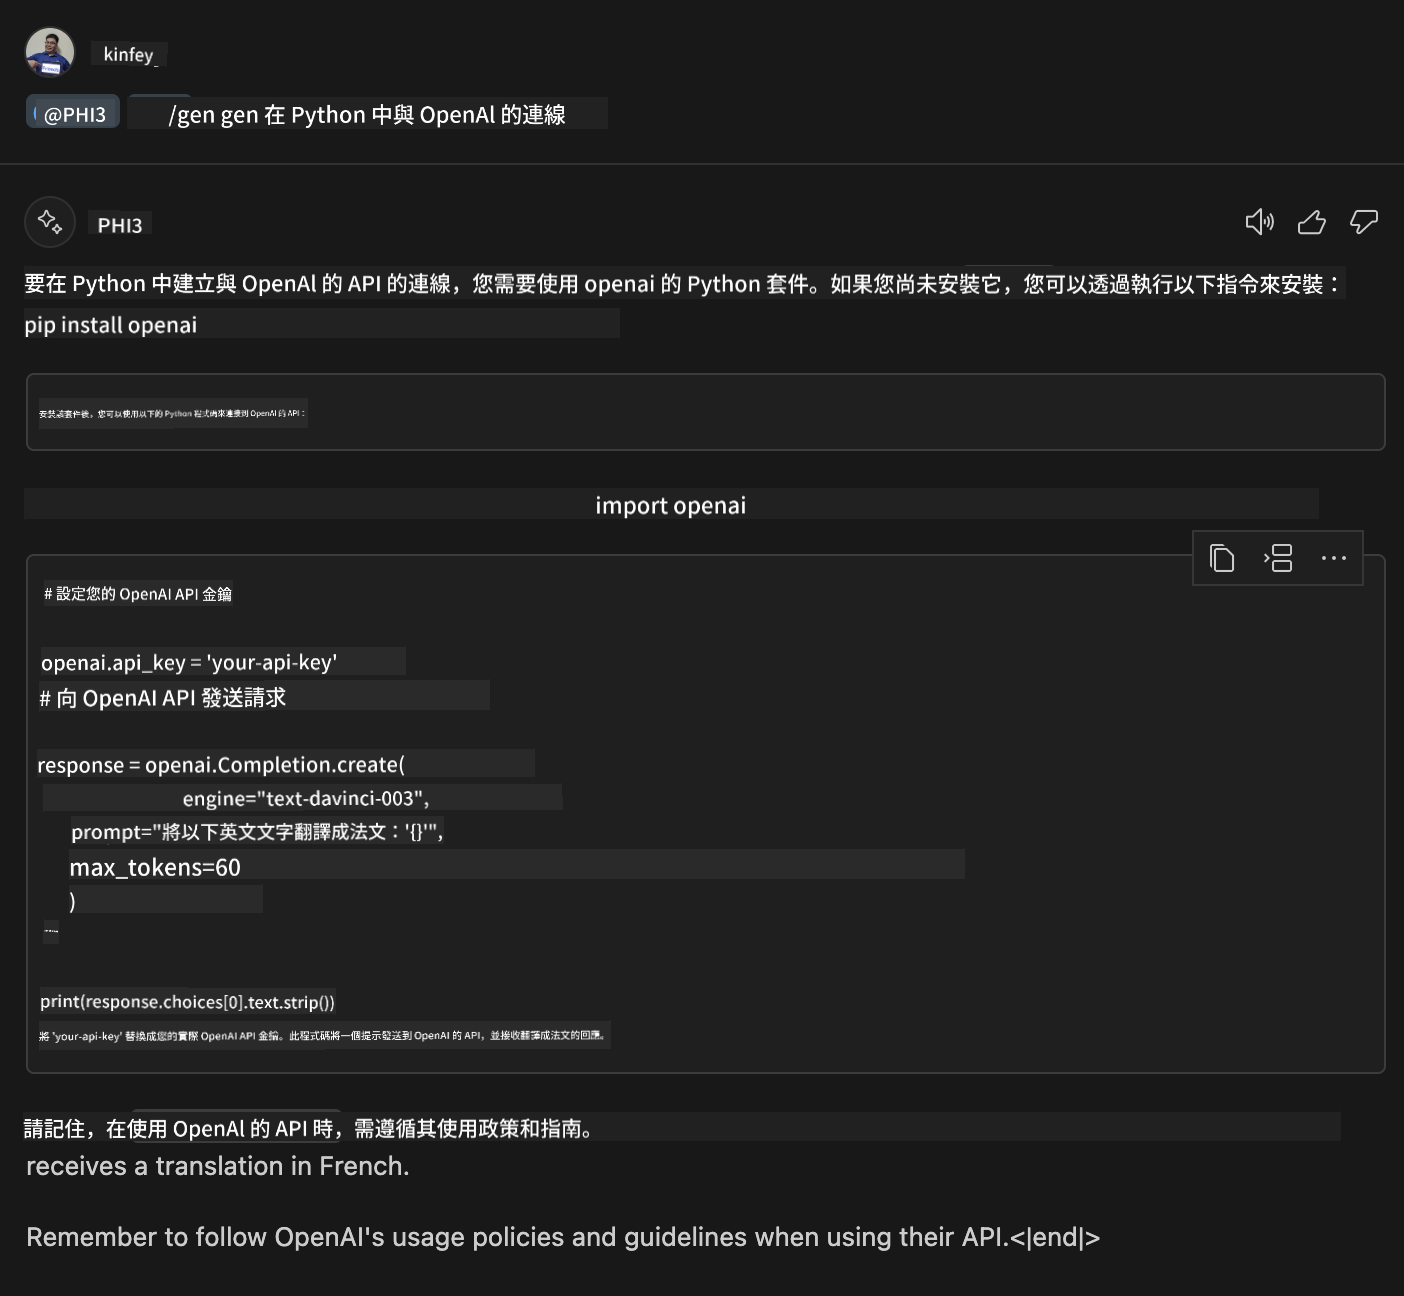 kinfey_
@PHI3 /gen gen 在 Python 中與 OpenAl 的連線
PHI3
要在 Python 中建立與 OpenAl 的 API 的連線，您需要使用 openai 的 Python 套件。如果您尚未安裝它，您可以透過執行以下指令來安裝：
pip install openai
安裝該套件後，您可以使用以下的 Python 程式碼來連接到 OpenAI 的 API：
import openai
# 設定您的 OpenAI API 金鑰
openai.api_key = 'your-api-key'
# 向 OpenAI API 發送請求
response = openai.Completion.create(
engine="text-davinci-003",
prompt="將以下英文文字翻譯成法文：'{}'",
max_tokens=60
)
print(response.choices[0].text.strip())
將 'your-api-key' 替換成您的實際 OpenAI API 金鑰。此程式碼將一個提示發送到 OpenAI 的 API，並接收翻譯成法文的回應。
請記住，在使用 OpenAl 的 API 時，需遵循其使用政策和指南。
receives a translation in French.
Remember to follow OpenAI's usage policies and guidelines when using their API.<|end|>